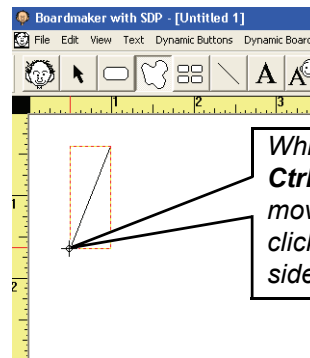 Boardmaker with SDP - [Untitled 1]
File Edit View Text Dynamic Buttons Dynamic Board
A A
1 2 3
1
2
Ctrl
mov
click
side